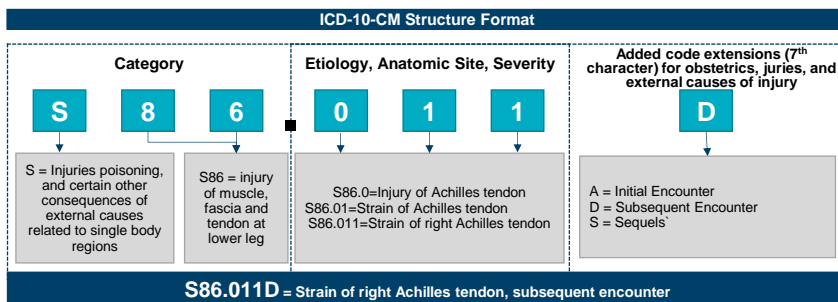 ICD-10-CM Structure Format
Category
Etiology, Anatomic Site, Severity
Added code extensions (7th
character) for obstetrics, juries, and
external causes of injury
S 8 6 . 0 1 1 D
S = Injuries poisoning,
and certain other
consequences of
external causes
related to single body
regions
S86 = injury
of muscle,
fascia and
tendon at
lower leg
S86.0=Injury of Achilles tendon
S86.01=Strain of Achilles tendon
S86.011=Strain of right Achilles tendon
A = Initial Encounter
D = Subsequent Encounter
S = Sequels`
S86.011D = Strain of right Achilles tendon, subsequent encounter